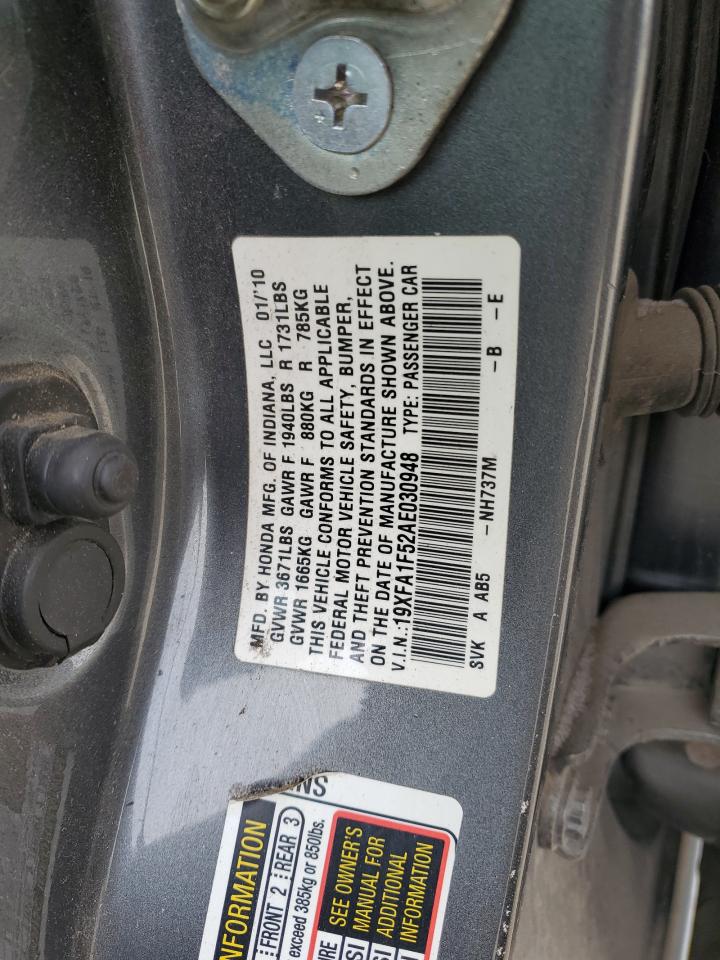 MFD. BY HONDA MFG. OF INDIANA, LLC 01/'10
GVWR 3671LBS GAWR F 1940LBS R 1731LBS
GVWR 1665KG GAWR F 880KG R 785KG
THIS VEHICLE CONFORMS TO ALL APPLICABLE
FEDERAL MOTOR VEHICLE SAFETY, BUMPER,
AND THEFT PREVENTION STANDARDS IN EFFECT
ON THE DATE OF MANUFACTURE SHOWN ABOVE.
V.I.N.:19XFA1F52AE030948 TYPE: PASSENGER CAR
SVK A AB5 -NH737M -B -E
NFORMATION
FRONT 2 REAR 3
exceed 385kg or 850lbs.
SEE OWNER'S
MANUAL FOR
ADDITIONAL
INFORMATION